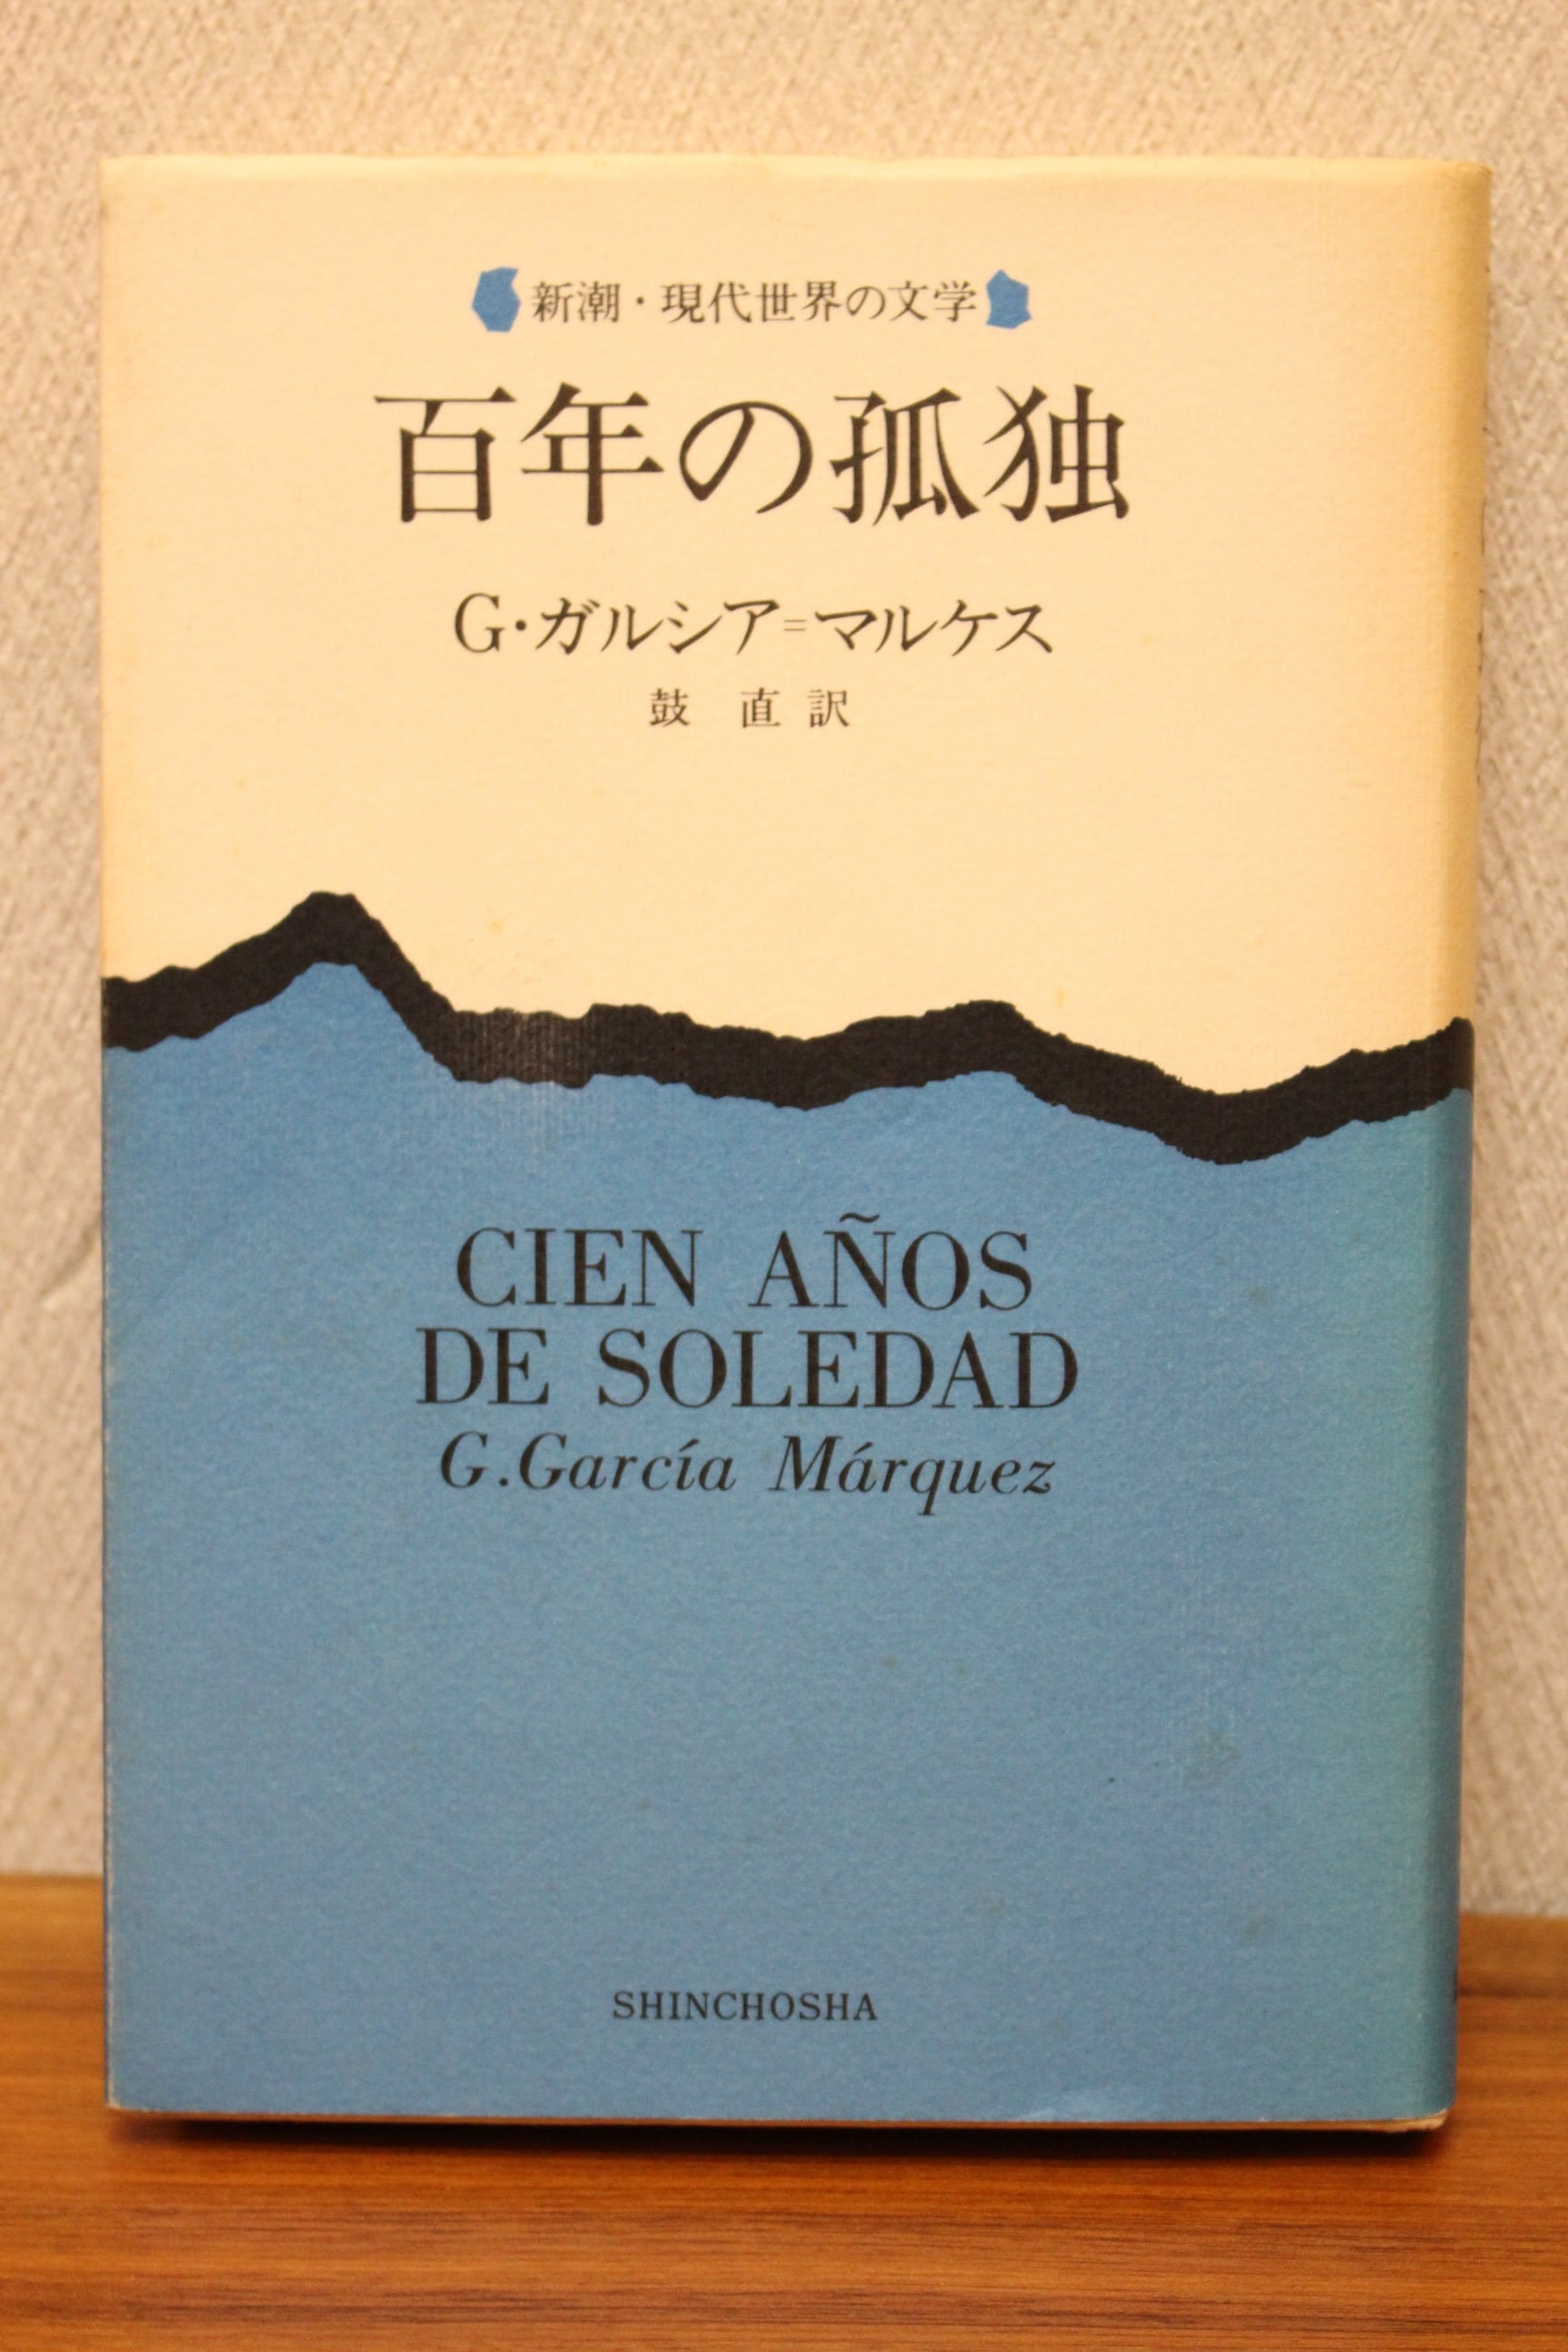 新潮・現代世界の文学
百年の孤独
G・ガルシア=マルケス
鼓 直 訳
CIEN AÑOS
DE SOLEDAD
G.García Márquez
SHINCHOSHA